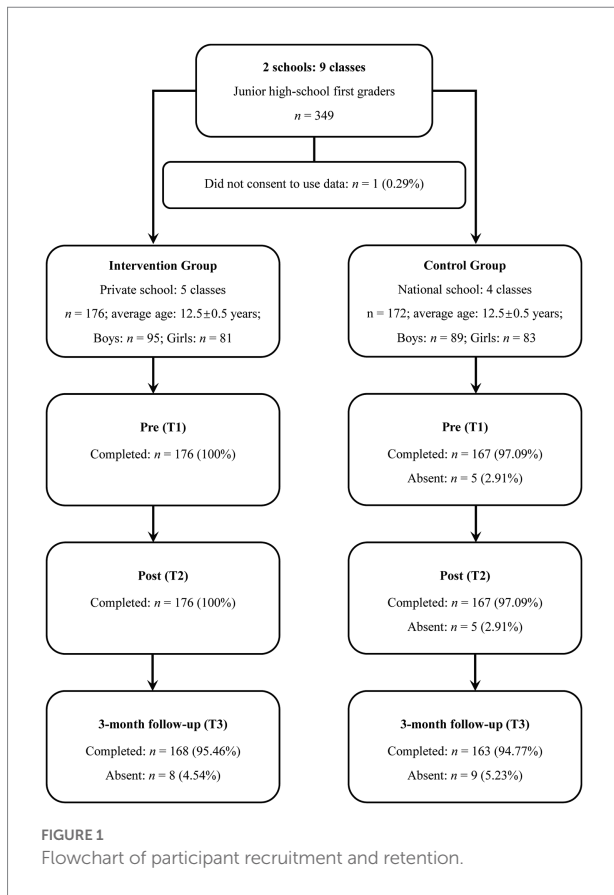 2 schools: 9 classes
Junior high-school first graders
n = 349
Did not consent to use data: n = 1 (0.29%)
Intervention Group
Private school: 5 classes
n = 176; average age: 12.5±0.5 years;
Boys: n = 95; Girls: n = 81
Control Group
National school: 4 classes
n = 172; average age: 12.5±0.5 years;
Boys: n = 89; Girls: n = 83
Pre (T1)
Completed: n = 176 (100%)
Pre (T1)
Completed: n = 167 (97.09%)
Absent: n = 5 (2.91%)
Post (T2)
Completed: n = 176 (100%)
Post (T2)
Completed: n = 167 (97.09%)
Absent: n = 5 (2.91%)
3-month follow-up (T3)
Completed: n = 168 (95.46%)
Absent: n = 8 (4.54%)
3-month follow-up (T3)
Completed: n = 163 (94.77%)
Absent: n = 9 (5.23%)
FIGURE 1
Flowchart of participant recruitment and retention.